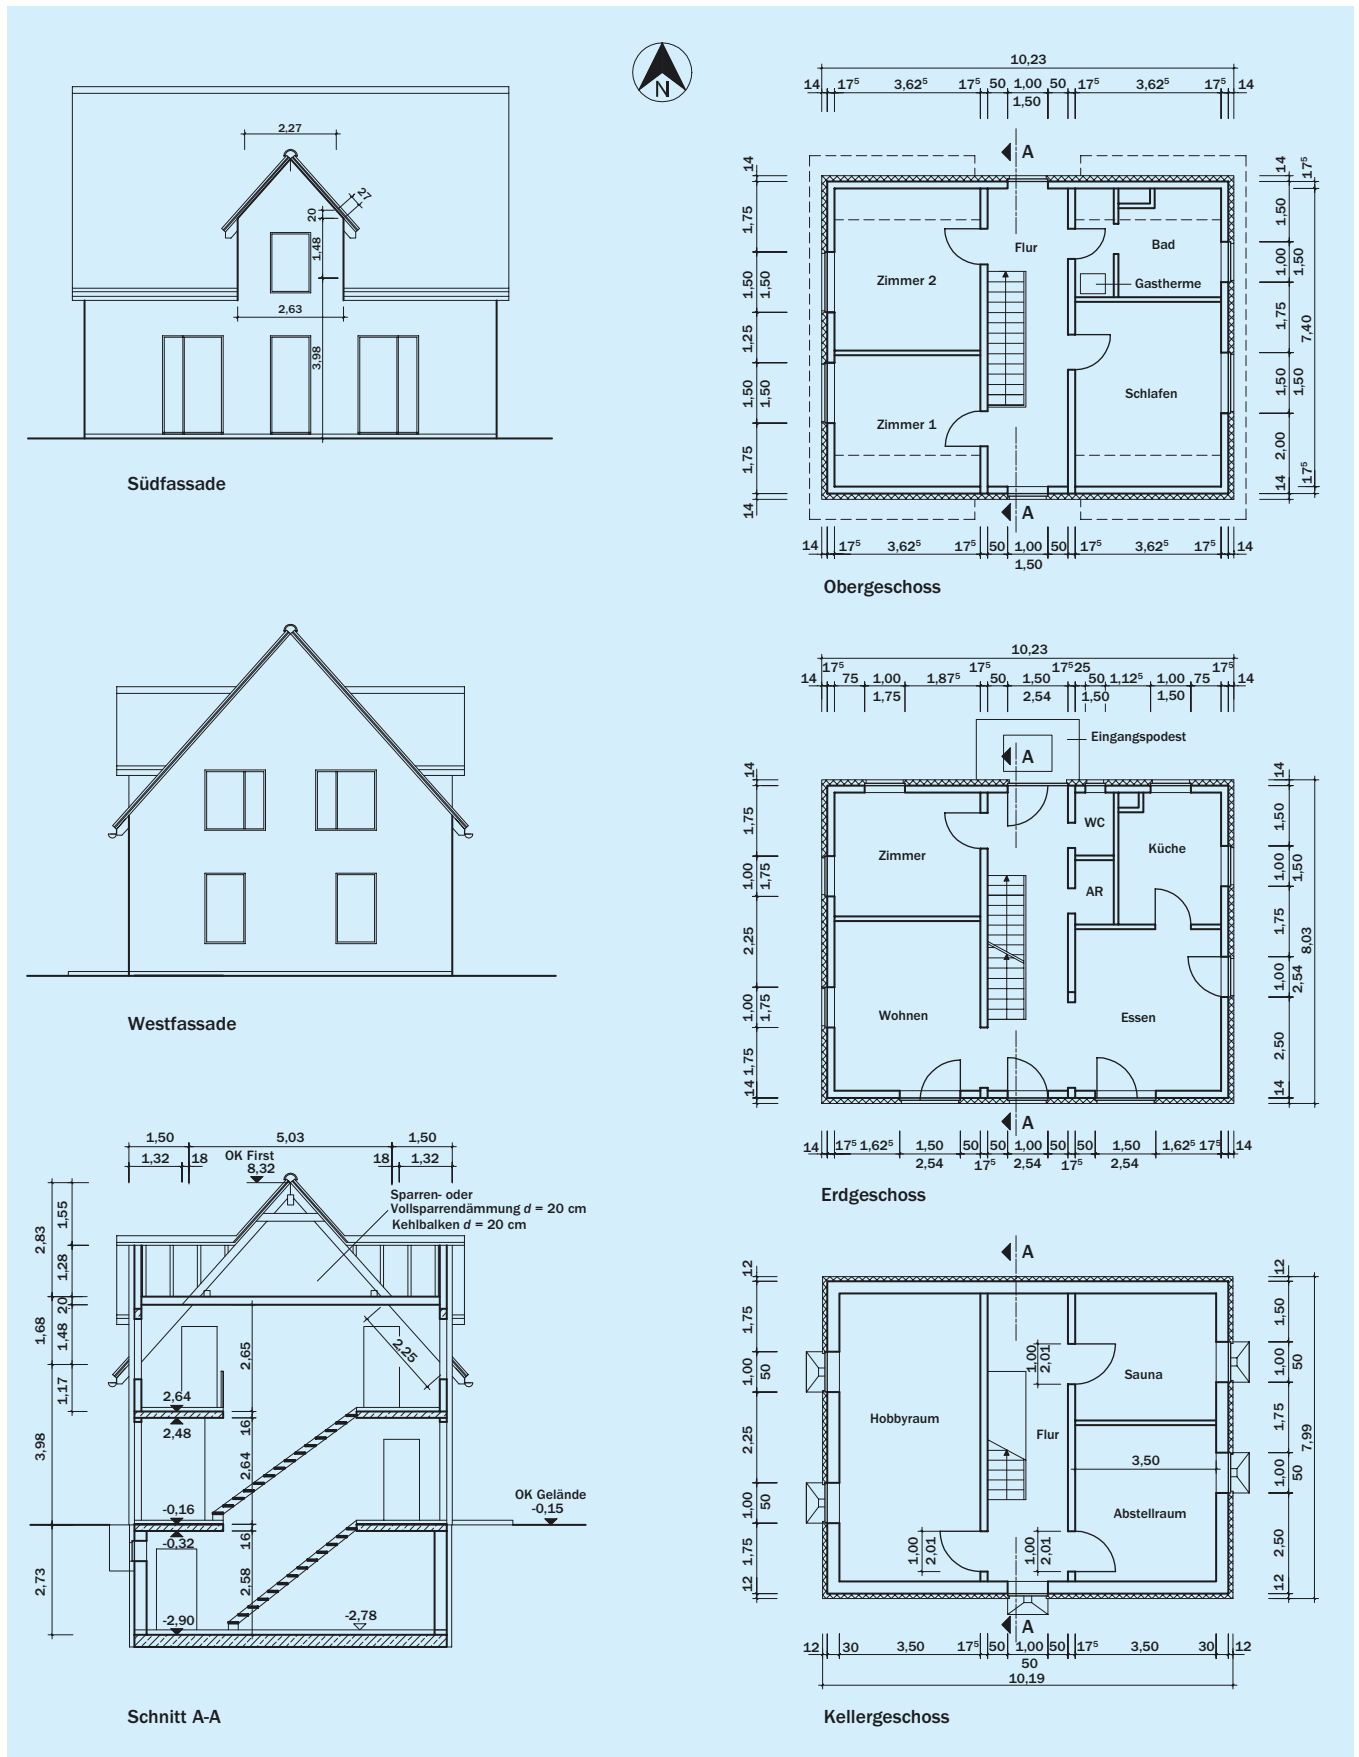 2,27
27
20
1,48
2,63
3,98
Südfassade
N
10,23
14 17⁵ 3,62⁵ 17⁵ 50 1,00 50 17⁵ 3,62⁵ 17⁵ 14
1,50
A
14
1,75
1,50
1,50
1,25
1,50
1,50
1,75
14
Zimmer 2
Flur
Bad
Gastherme
Zimmer 1
Schlafen
14
1,50
1,00
1,50
1,75
1,50
1,50
2,00
14
17⁵
7,40
17⁵
A
14 17⁵ 3,62⁵ 17⁵ 50 1,00 50 17⁵ 3,62⁵ 17⁵ 14
1,50
Obergeschoss
Westfassade
10,23
17⁵ 17⁵ 17⁵ 25 17⁵
14 75 1,00 1,87⁵ 50 1,50 50 1,12⁵ 1,00 75 14
1,75 2,54 1,50 1,50
Eingangspodest
A
14
1,75
1,00
1,75
2,25
1,00
1,75
1,75
14
Zimmer
WC
Küche
AR
Wohnen
Essen
14
1,50
1,00
1,50
1,75
1,00
2,54
2,50
14
8,03
A
14 17⁵ 1,62⁵ 1,50 50 50 1,00 50 50 1,50 1,62⁵ 17⁵ 14
2,54 17⁵ 2,54 17⁵ 2,54
Erdgeschoss
1,50 5,03 1,50
1,32 18 18 1,32
OK First
8,32
Sparren- oder
Vollsparrendämmung d = 20 cm
Kehlbalken d = 20 cm
2,83
1,68
3,98
2,73
1,55
1,28
20
1,48
1,17
2,65
2,25
2,64
2,48
16
2,64
-0,16
-0,32
16
2,58
-2,90
-2,78
OK Gelände
-0,15
Schnitt A-A
A
12
1,75
1,00
50
2,25
1,00
50
1,75
12
1,00
2,01
Sauna
Hobbyraum
Flur
3,50
Abstellraum
1,00
2,01
1,00
2,01
12
1,50
1,00
50
1,75
1,00
50
2,50
12
7,99
A
12 30 3,50 17⁵ 50 1,00 50 17⁵ 3,50 30 12
50
10,19
Kellergeschoss